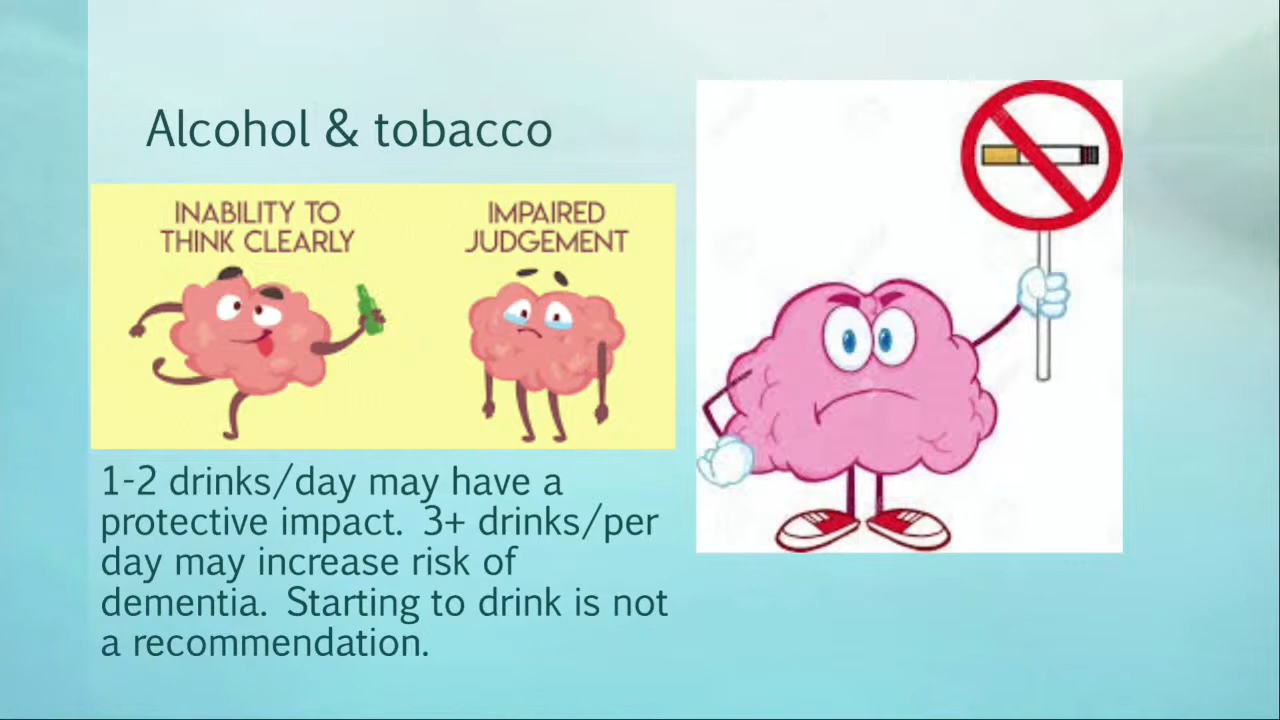 Alcohol & tobacco
INABILITY TO
THINK CLEARLY
IMPAIRED
JUDGEMENT
1-2 drinks/day may have a
protective impact.  3+ drinks/per
day may increase risk of
dementia.  Starting to drink is not
a recommendation.